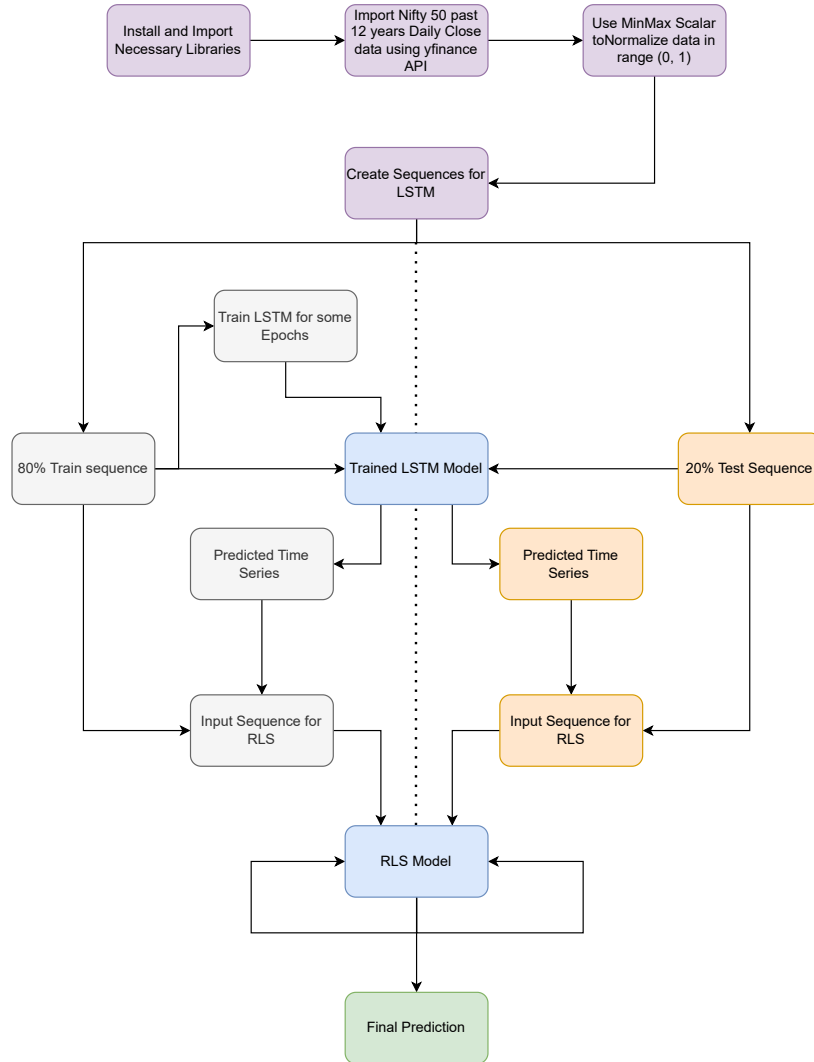 Install and Import
Necessary Libraries
Import Nifty 50 past
12 years Daily Close
data using yfinance
API
Use MinMax Scalar
toNormalize data in
range (0, 1)
Create Sequences for
LSTM
Train LSTM for some
Epochs
80% Train sequence
Trained LSTM Model
20% Test Sequence
Predicted Time
Series
Predicted Time
Series
Input Sequence for
RLS
Input Sequence for
RLS
RLS Model
Final Prediction